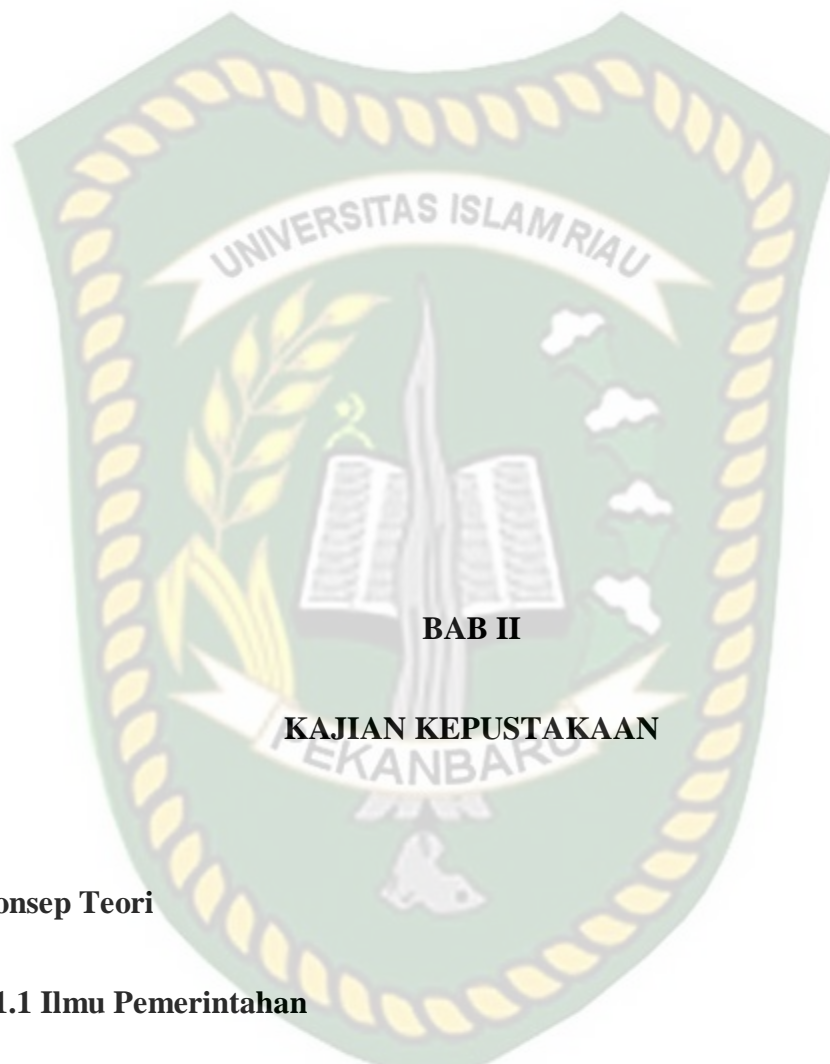 UNIVERSITAS ISLAM RIAU
BAB II
KAJIAN KEPUSTAKAAN
PEKANBARU
onsep Teori
1.1 Ilmu Pemerintahan